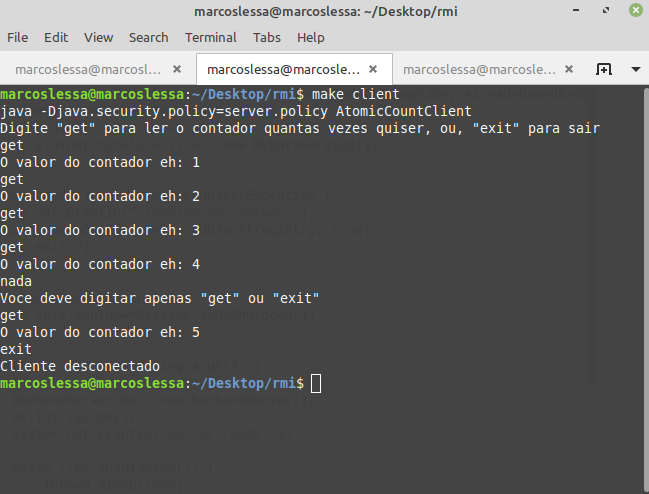 marcoslessa@marcoslessa: ~/Desktop/rmi
File Edit View Search Terminal Tabs Help
marcoslessa@marcosl... marcoslessa@marcosle... marcoslessa@marcosle...
marcoslessa@marcoslessa:~/Desktop/rmi$ make client
java -Djava.security.policy=server.policy AtomicCountClient
Digite "get" para ler o contador quantas vezes quiser, ou, "exit" para sair
get
O valor do contador eh: 1
get
O valor do contador eh: 2
get
O valor do contador eh: 3
get
O valor do contador eh: 4
nada
Voce deve digitar apenas "get" ou "exit"
get
O valor do contador eh: 5
exit
Cliente desconectado
marcoslessa@marcoslessa:~/Desktop/rmi$